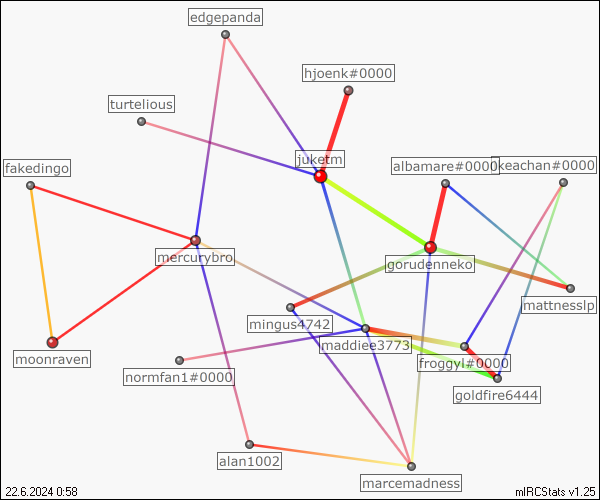 edgepanda
hjoenk#0000
turtelious
juketm
albamare#0000
keachan#0000
fakedingo
mercurybro
gorudenneko
mattnesslp
mingus4742
maddiee3773
moonraven
froggyl#0000
normfan1#0000
goldfire6444
alan1002
marcemadness
22.6.2024 0:58
mIRCStats v1.25